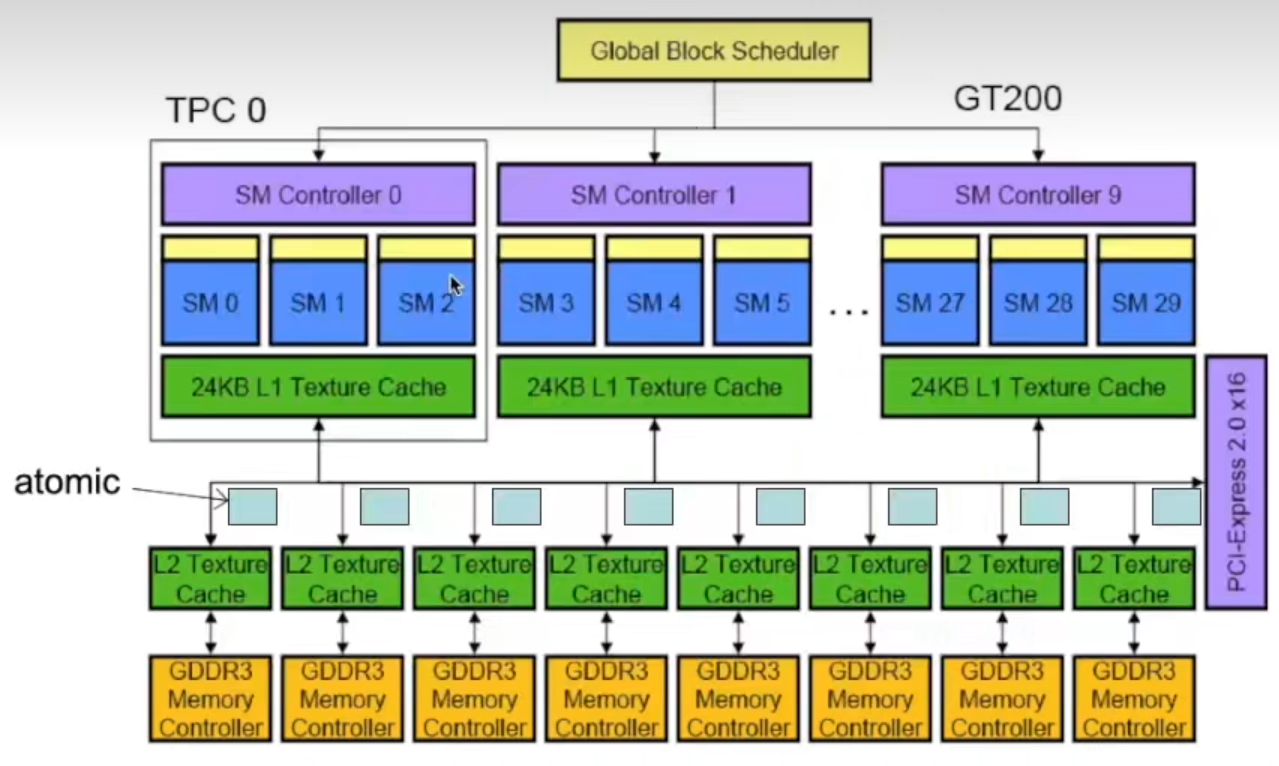 Global Block Scheduler
TPC 0
GT200
SM Controller 0
SM Controller 1
SM Controller 9
SM 0
SM 1
SM 2
SM 3
SM 4
SM 5
...
SM 27
SM 28
SM 29
24KB L1 Texture Cache
24KB L1 Texture Cache
24KB L1 Texture Cache
PCI-Express 2.0 x16
atomic
L2 Texture
Cache
L2 Texture
Cache
L2 Texture
Cache
L2 Texture
Cache
L2 Texture
Cache
L2 Texture
Cache
L2 Texture
Cache
L2 Texture
Cache
GDDR3
Memory
Controller
GDDR3
Memory
Controller
GDDR3
Memory
Controller
GDDR3
Memory
Controller
GDDR3
Memory
Controller
GDDR3
Memory
Controller
GDDR3
Memory
Controller
GDDR3
Memory
Controller